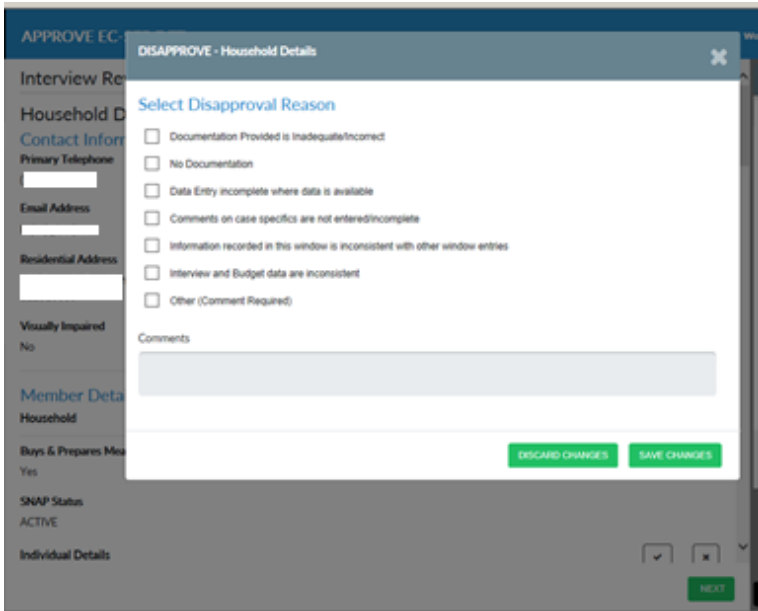 APPROVE EC-
DISAPPROVE - Household Details
Interview Re
Household D
Select Disapproval Reason
Contact Inform
Primary Telephone
Documentation Provided is Inadequate/Incorrect
No Documentation
Data Entry incomplete where data is available
Email Address
Comments on case specifics are not entered/incomplete
Information recorded in this window is inconsistent with other window entries
Residential Address
Interview and Budget data are inconsistent
Other (Comment Required)
Visually Impaired
No
Comments
Member Deta
Household
Buys & Prepares Mea
Yes
DISCARD CHANGES
SAVE CHANGES
SNAP Status
ACTIVE
Individual Details
NEXT